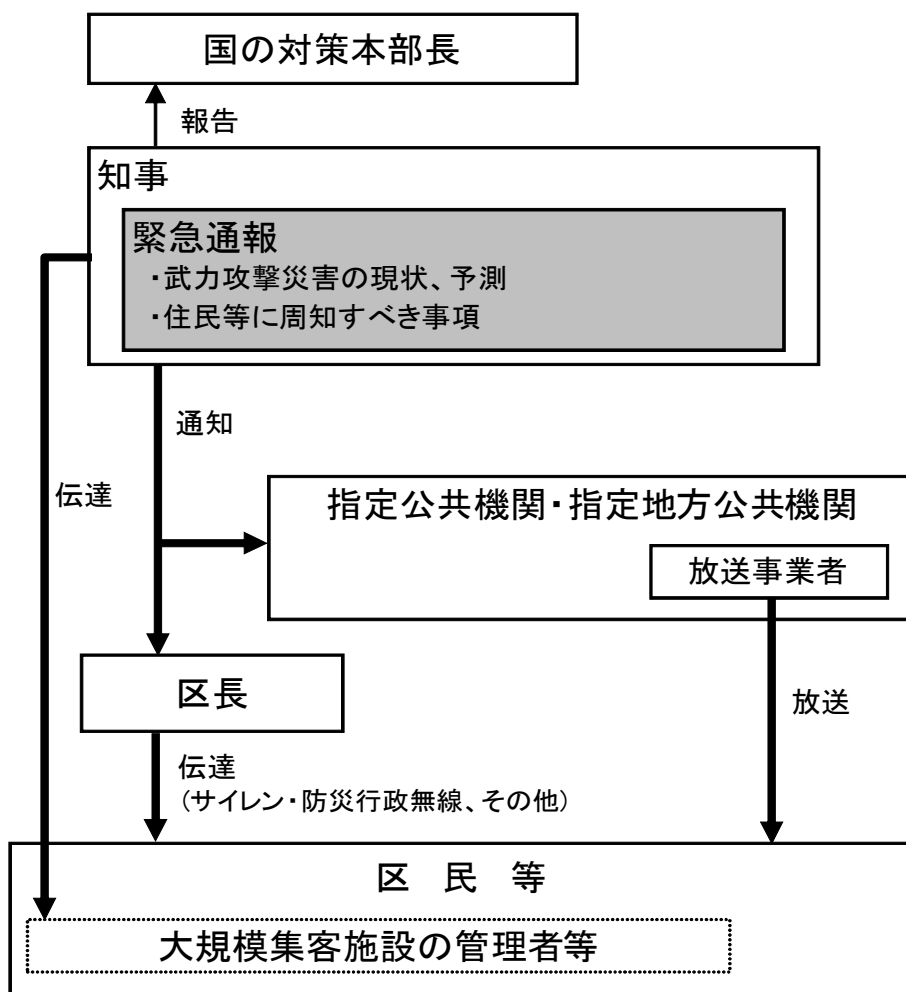 国の対策本部長
報告
知事
緊急通報
・武力攻撃災害の現状、予測
・住民等に周知すべき事項
通知
伝達
指定公共機関・指定地方公共機関
放送事業者
区長
放送
伝達
（サイレン・防災行政無線、その他）
区　民　等
大規模集客施設の管理者等